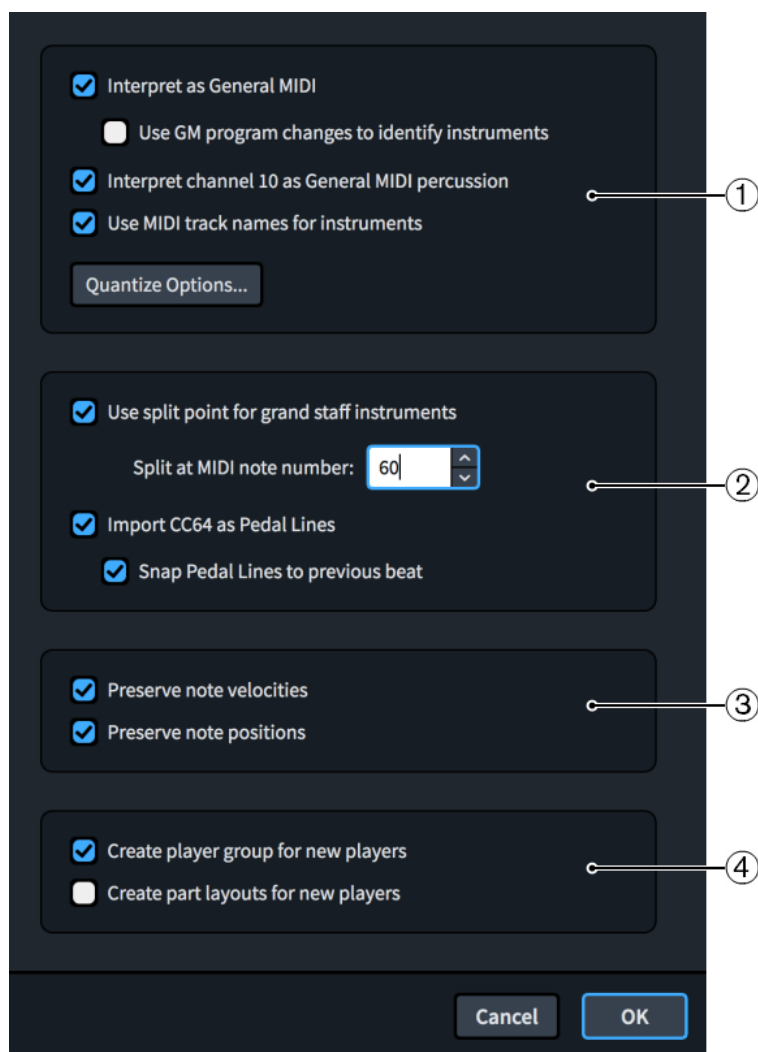 Interpret as General MIDI
Use GM program changes to identify instruments
Interpret channel 10 as General MIDI percussion
1
Use MIDI track names for instruments
Quantize Options...
Use split point for grand staff instruments
Split at MIDI note number: 60
2
Import CC64 as Pedal Lines
Snap Pedal Lines to previous beat
Preserve note velocities
3
Preserve note positions
Create player group for new players
4
Create part layouts for new players
Cancel OK